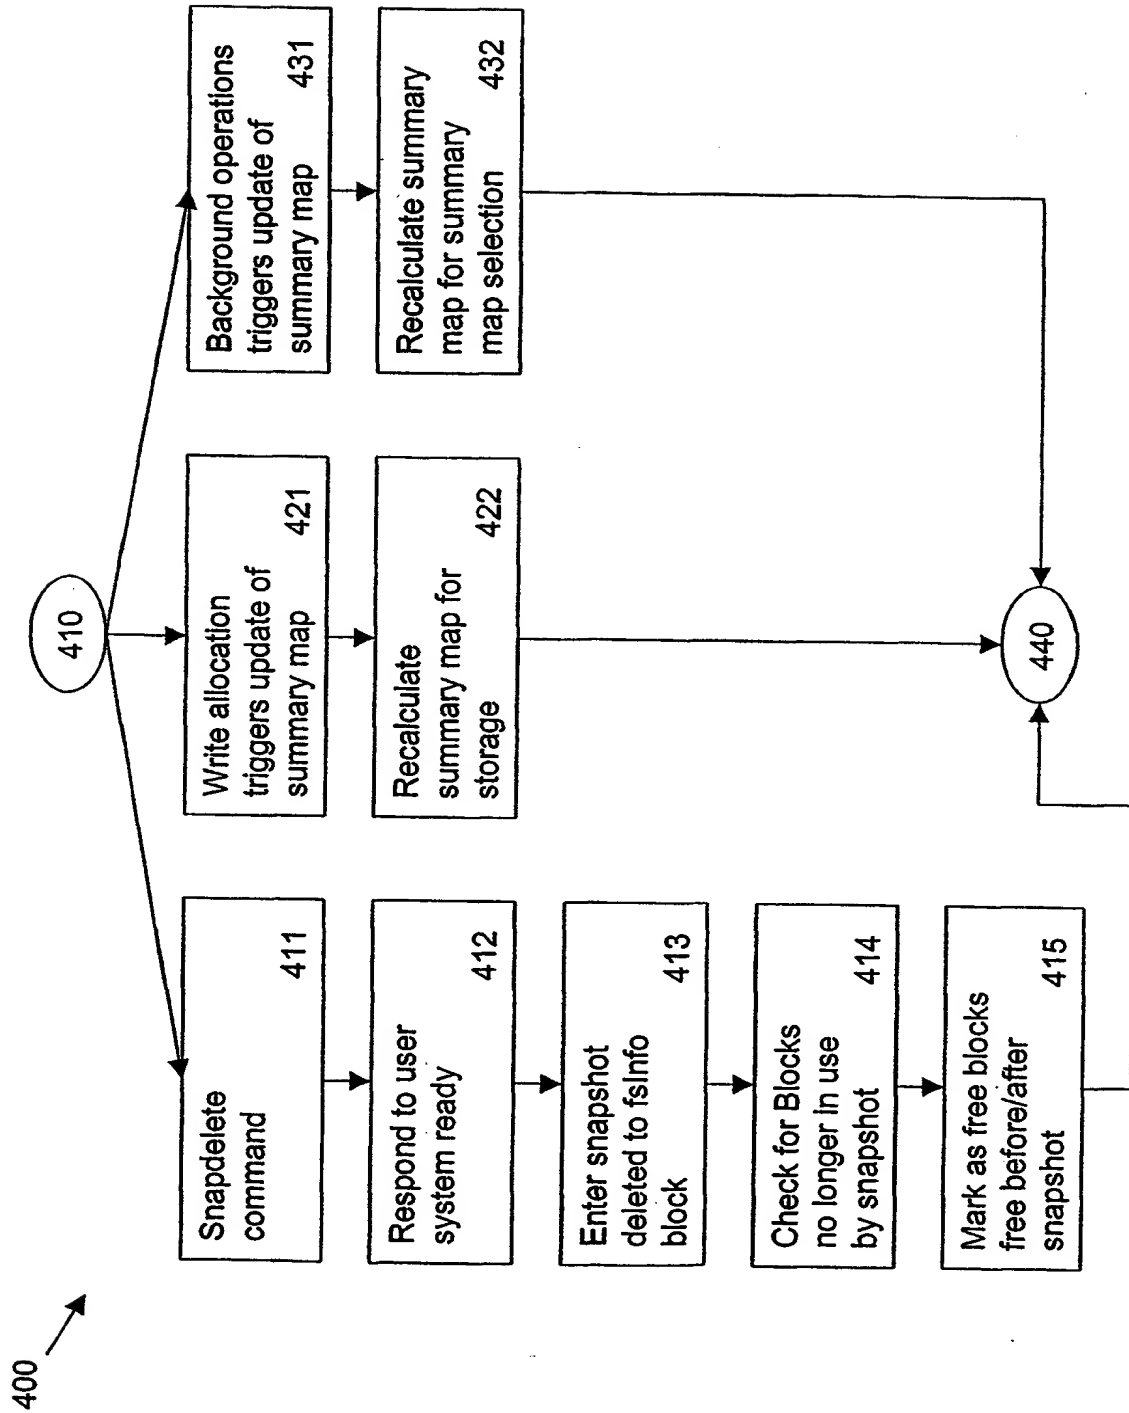 400
410
Snapdelete
command
411
Respond to user
system ready
412
Enter snapshot
deleted to fsInfo
block
413
Check for Blocks
no longer in use
by snapshot
414
Mark as free blocks
free before/after
snapshot
415
Write allocation
triggers update of
summary map
421
Recalculate
summary map for
storage
422
Background operations
triggers update of
summary map
431
Recalculate summary
map for summary
map selection
432
440